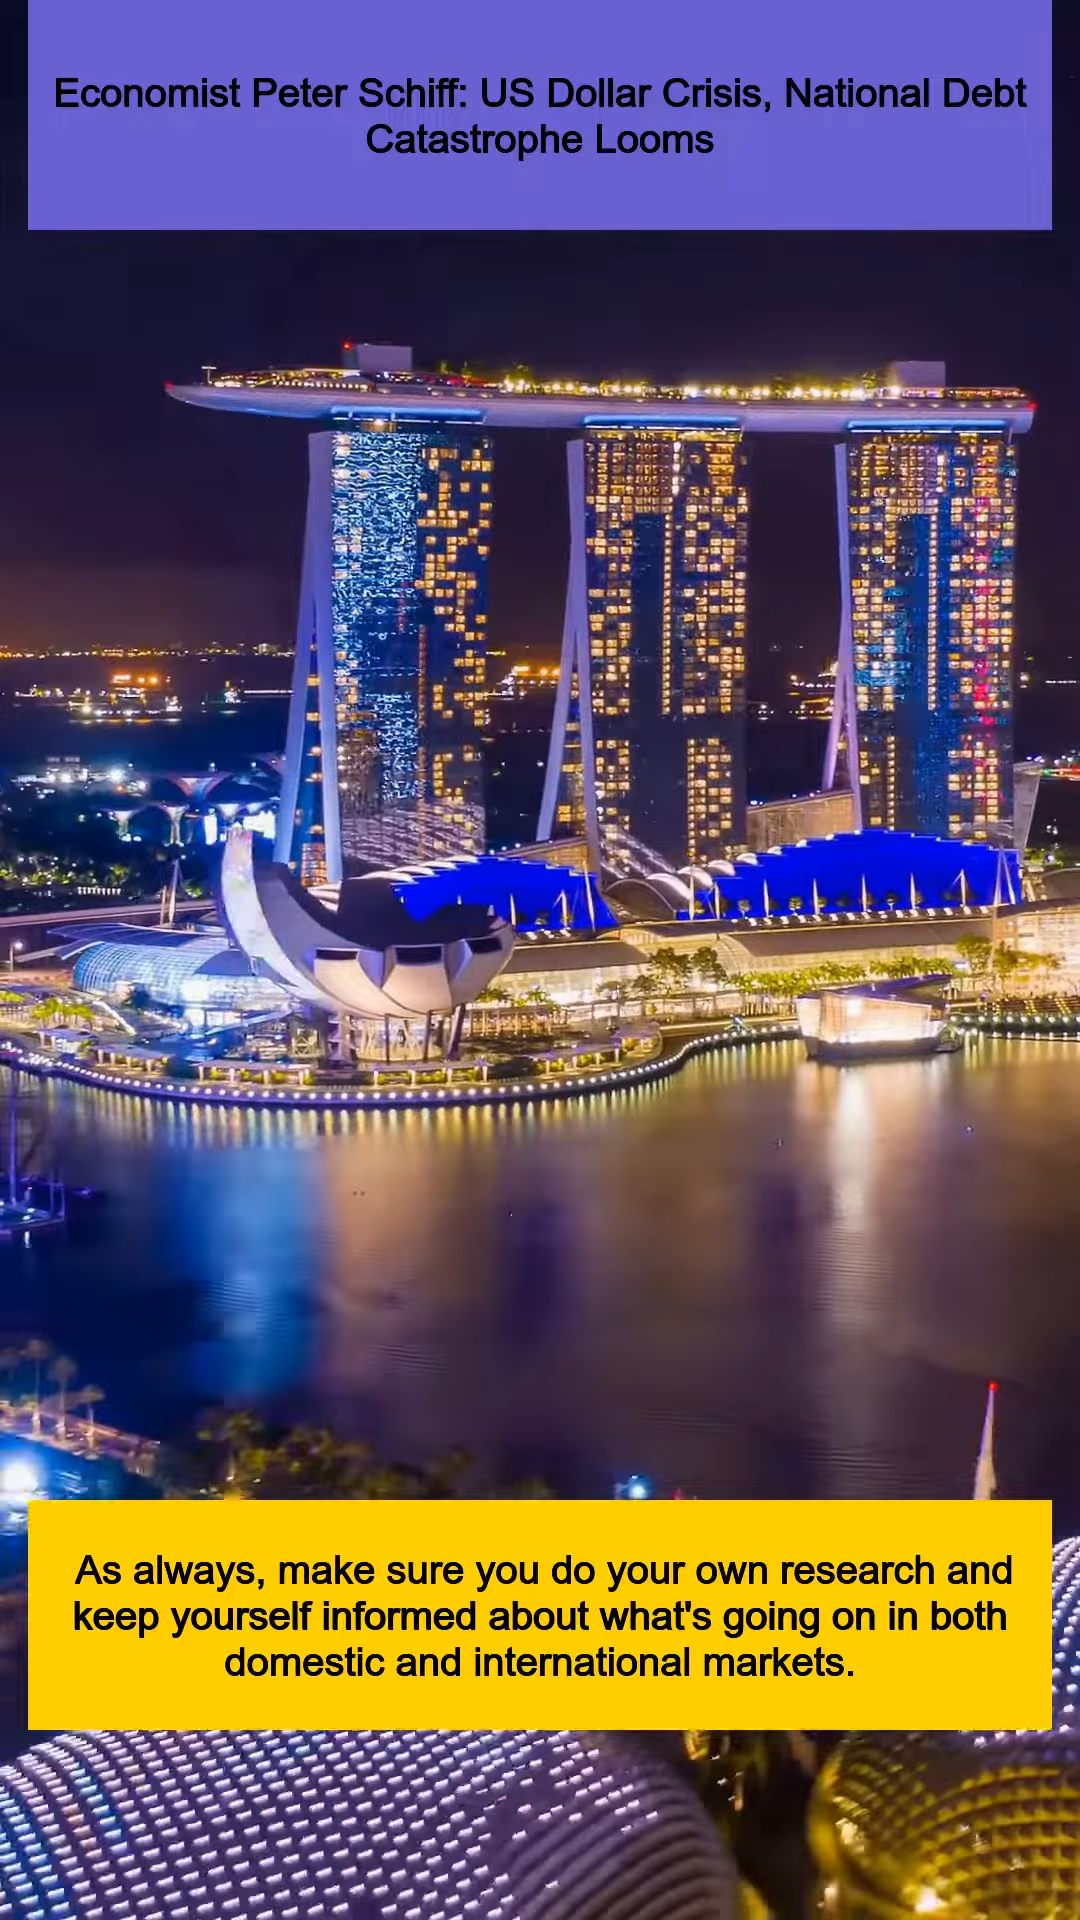 Economist Peter Schiff: US Dollar Crisis, National Debt
Catastrophe Looms
As always, make sure you do your own research and
keep yourself informed about what's going on in both
domestic and international markets.